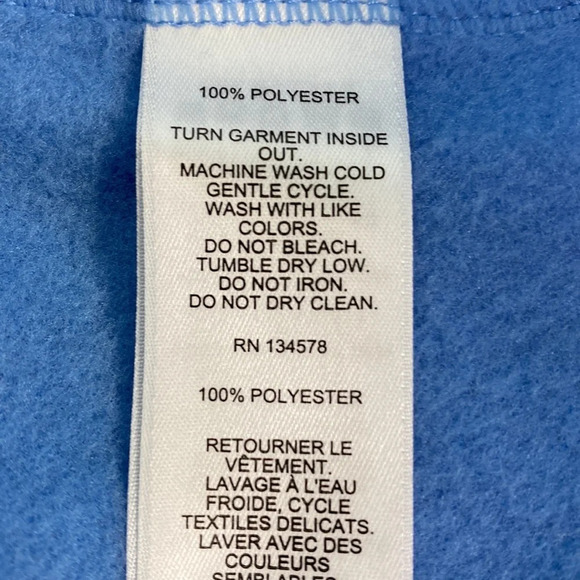 100% POLYESTER
TURN GARMENT INSIDE
OUT.
MACHINE WASH COLD
GENTLE CYCLE.
WASH WITH LIKE
COLORS.
DO NOT BLEACH.
TUMBLE DRY LOW.
DO NOT IRON.
DO NOT DRY CLEAN.
RN 134578
100% POLYESTER
RETOURNER LE
VÊTEMENT.
LAVAGE À L'EAU
FROIDE, CYCLE
TEXTILES DELICATS.
LAVER AVEC DES
COULEURS
SEMBLABLES.